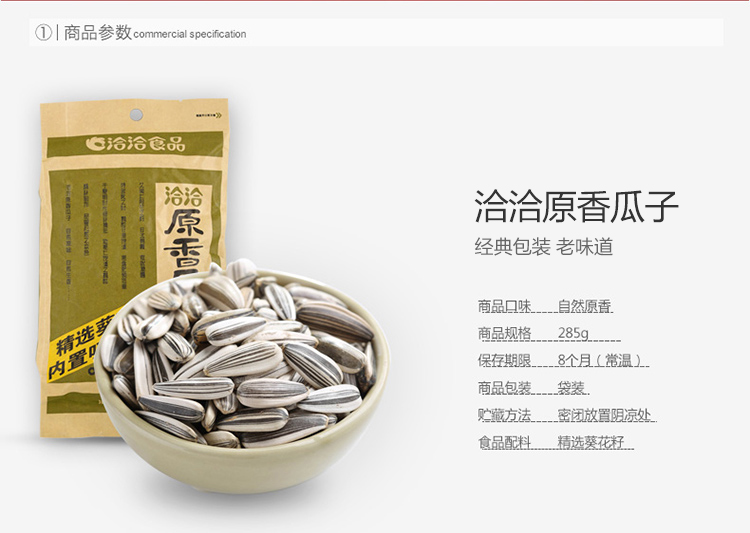 ① 商品参数 commercial specification
洽洽食品
洽洽
原香
精选葵
内置
洽洽原香瓜子
经典包装 老味道
商品口味 自然原香
商品规格 285g
保存期限 8个月（常温）
商品包装 袋装
贮藏方法 密闭放置阴凉处
食品配料 精选葵花籽